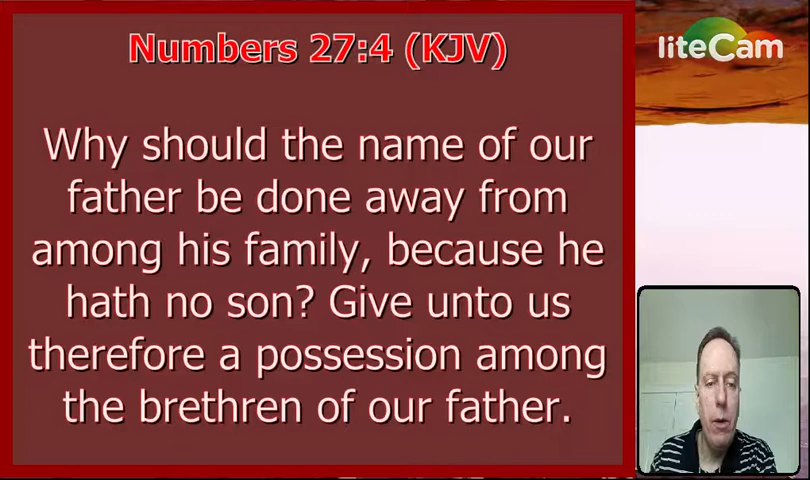 Numbers 27:4 (KJV)
liteCam
Why should the name of our
father be done away from
among his family, because he
hath no son? Give unto us
therefore a possession among
the brethren of our father.